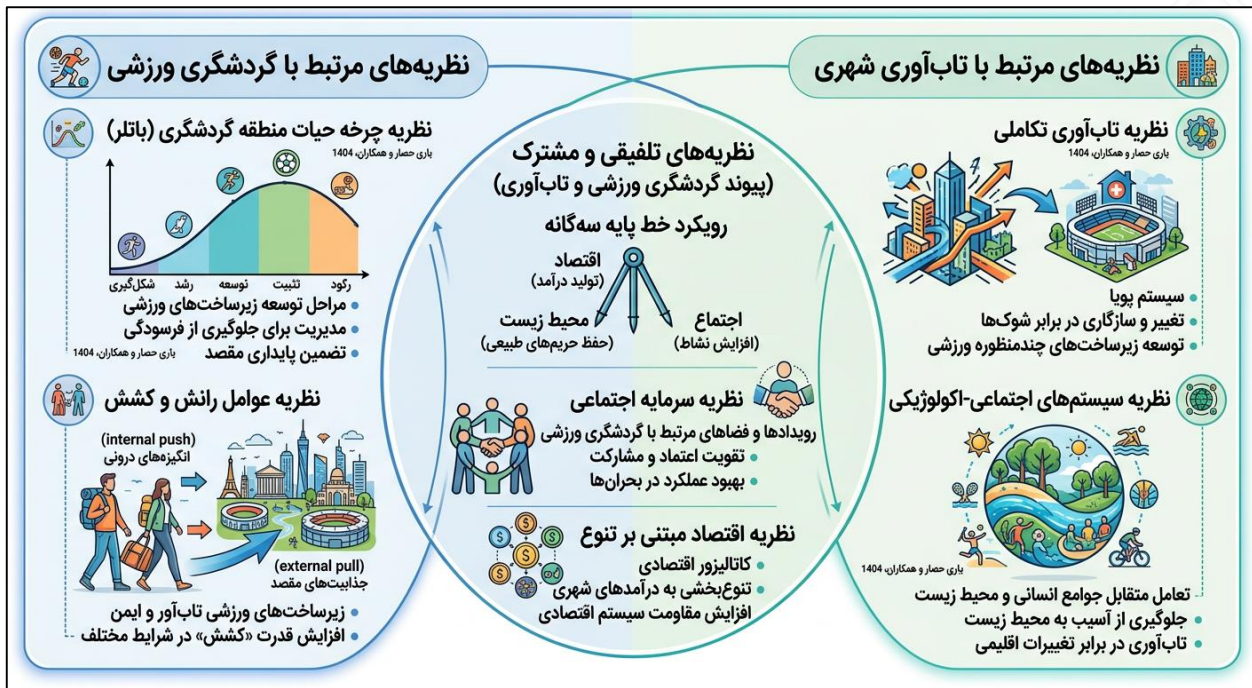 نظریه‌های مرتبط با تاب‌آوری شهری
نظریه تاب‌آوری تکاملی
یاری حصار و همکاران، 1404
سیستم پویا
تغییر و سازگاری در برابر شوک‌ها
توسعه زیرساخت‌های چندمنظوره ورزشی
نظریه سیستم‌های اجتماعی-اکولوژیکی
یاری حصار و همکاران، 1404
تعامل متقابل جوامع انسانی و محیط زیست
جلوگیری از آسیب به محیط زیست
تاب‌آوری در برابر تغییرات اقلیمی
نظریه‌های تلفیقی و مشترک
(پیوند گردشگری ورزشی و تاب‌آوری)
رویکرد خط پایه سه‌گانه
اقتصاد
(تولید درآمد)
اجتماع
(افزایش نشاط)
محیط زیست
(حفظ حریم‌های طبیعی)
نظریه سرمایه اجتماعی
رویدادها و فضاهای مرتبط با گردشگری ورزشی
تقویت اعتماد و مشارکت
بهبود عملکرد در بحران‌ها
نظریه اقتصاد مبتنی بر تنوع
کاتالیزور اقتصادی
تنوع‌بخشی به درآمدهای شهری
افزایش مقاومت سیستم اقتصادی
نظریه‌های مرتبط با گردشگری ورزشی
نظریه چرخه حیات منطقه گردشگری (باتلر)
یاری حصار و همکاران، 1404
شکل‌گیری
رشد
توسعه
تثبیت
رکود
مراحل توسعه زیرساخت‌های ورزشی
مدیریت برای جلوگیری از فرسودگی
تضمین پایداری مقصد
یاری حصار و همکاران، 1404
نظریه عوامل رانش و کشش
(internal push)
انگیزه‌های درونی
(external pull)
جذابیت‌های مقصد
زیرساخت‌های ورزشی تاب‌آور و ایمن
افزایش قدرت «کشش» در شرایط مختلف